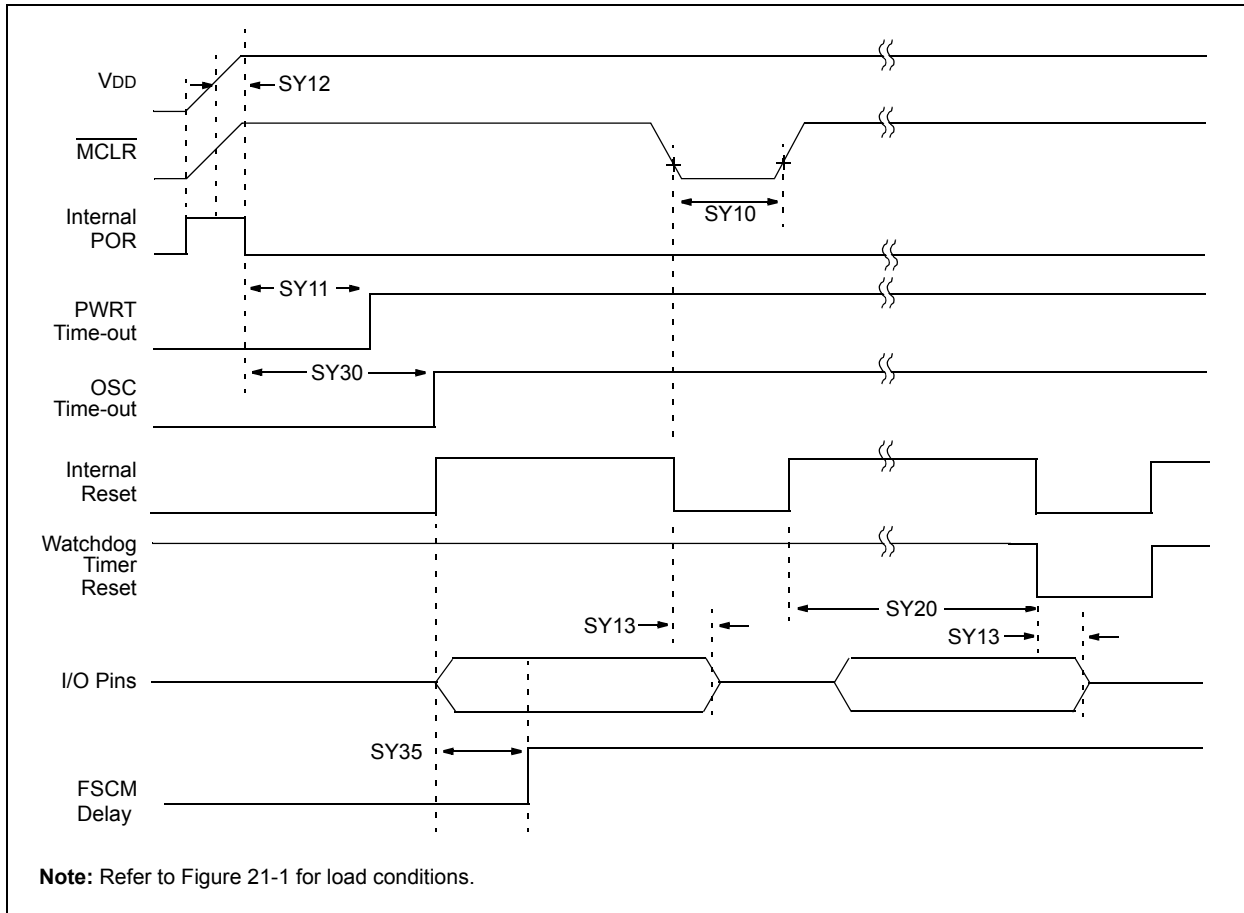 VDD
SY12
MCLR
SY10
Internal
POR
SY11
PWRT
Time-out
SY30
OSC
Time-out
Internal
Reset
Watchdog
Timer
Reset
SY20
SY13
SY13
I/O Pins
SY35
FSCM
Delay
Note: Refer to Figure 21-1 for load conditions.